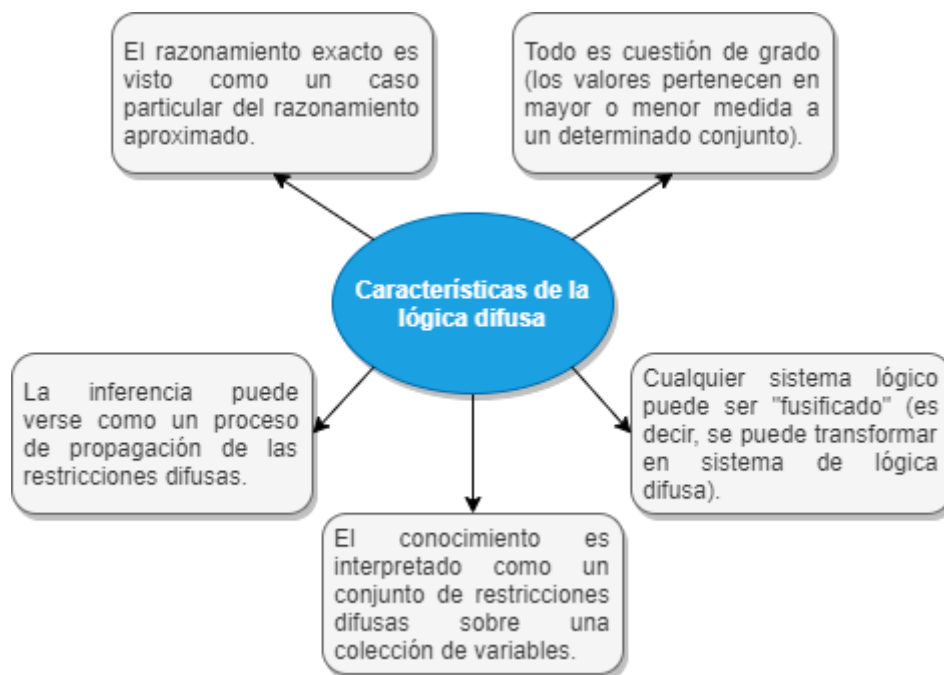 El razonamiento exacto es
visto como un caso
particular del razonamiento
aproximado.
Todo es cuestión de grado
(los valores pertenecen en
mayor o menor medida a
un determinado conjunto).
Características de la
lógica difusa
La inferencia puede
verse como un proceso
de propagación de las
restricciones difusas.
Cualquier sistema lógico
puede ser "fusificado" (es
decir, se puede transformar
en sistema de lógica
difusa).
El conocimiento es
interpretado como un
conjunto de restricciones
difusas sobre una
colección de variables.